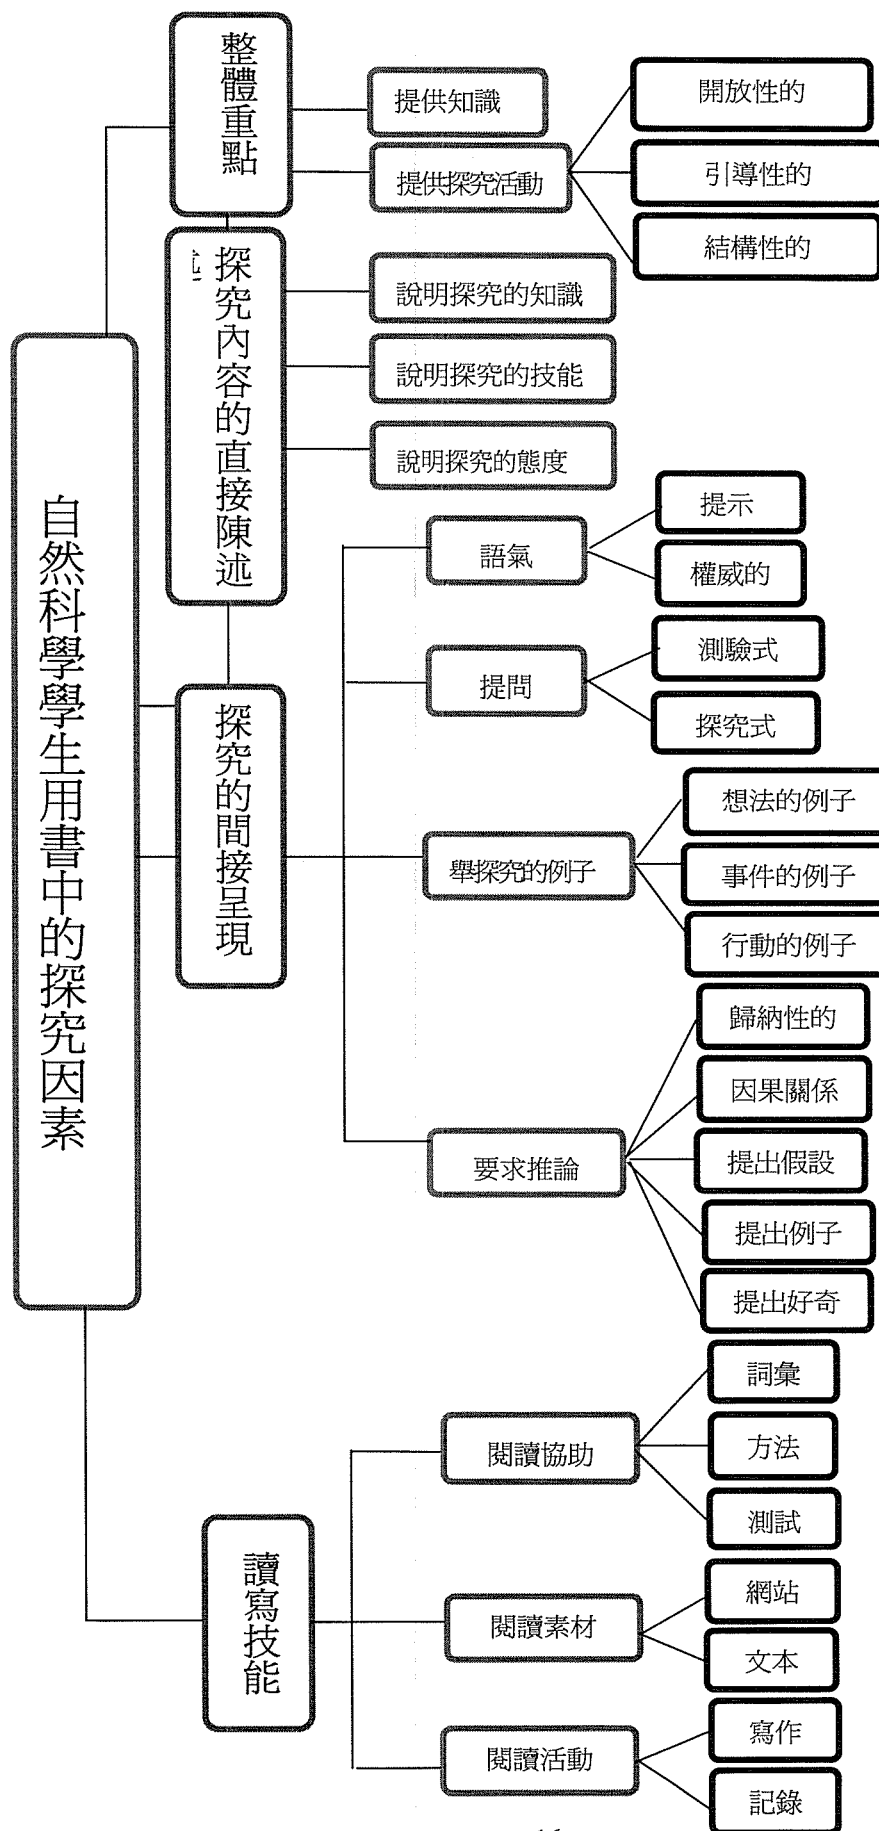 自然科學學生用書中的探究因素
整體重點
提供知識
提供探究活動
開放性的
引導性的
結構性的
探究內容的直接陳述
說明探究的知識
說明探究的技能
說明探究的態度
探究的間接呈現
語氣
提示
權威的
提問
測驗式
探究式
舉探究的例子
想法的例子
事件的例子
行動的例子
要求推論
歸納性的
因果關係
提出假設
提出例子
提出好奇
讀寫技能
閱讀協助
詞彙
方法
測試
閱讀素材
網站
文本
閱讀活動
寫作
記錄